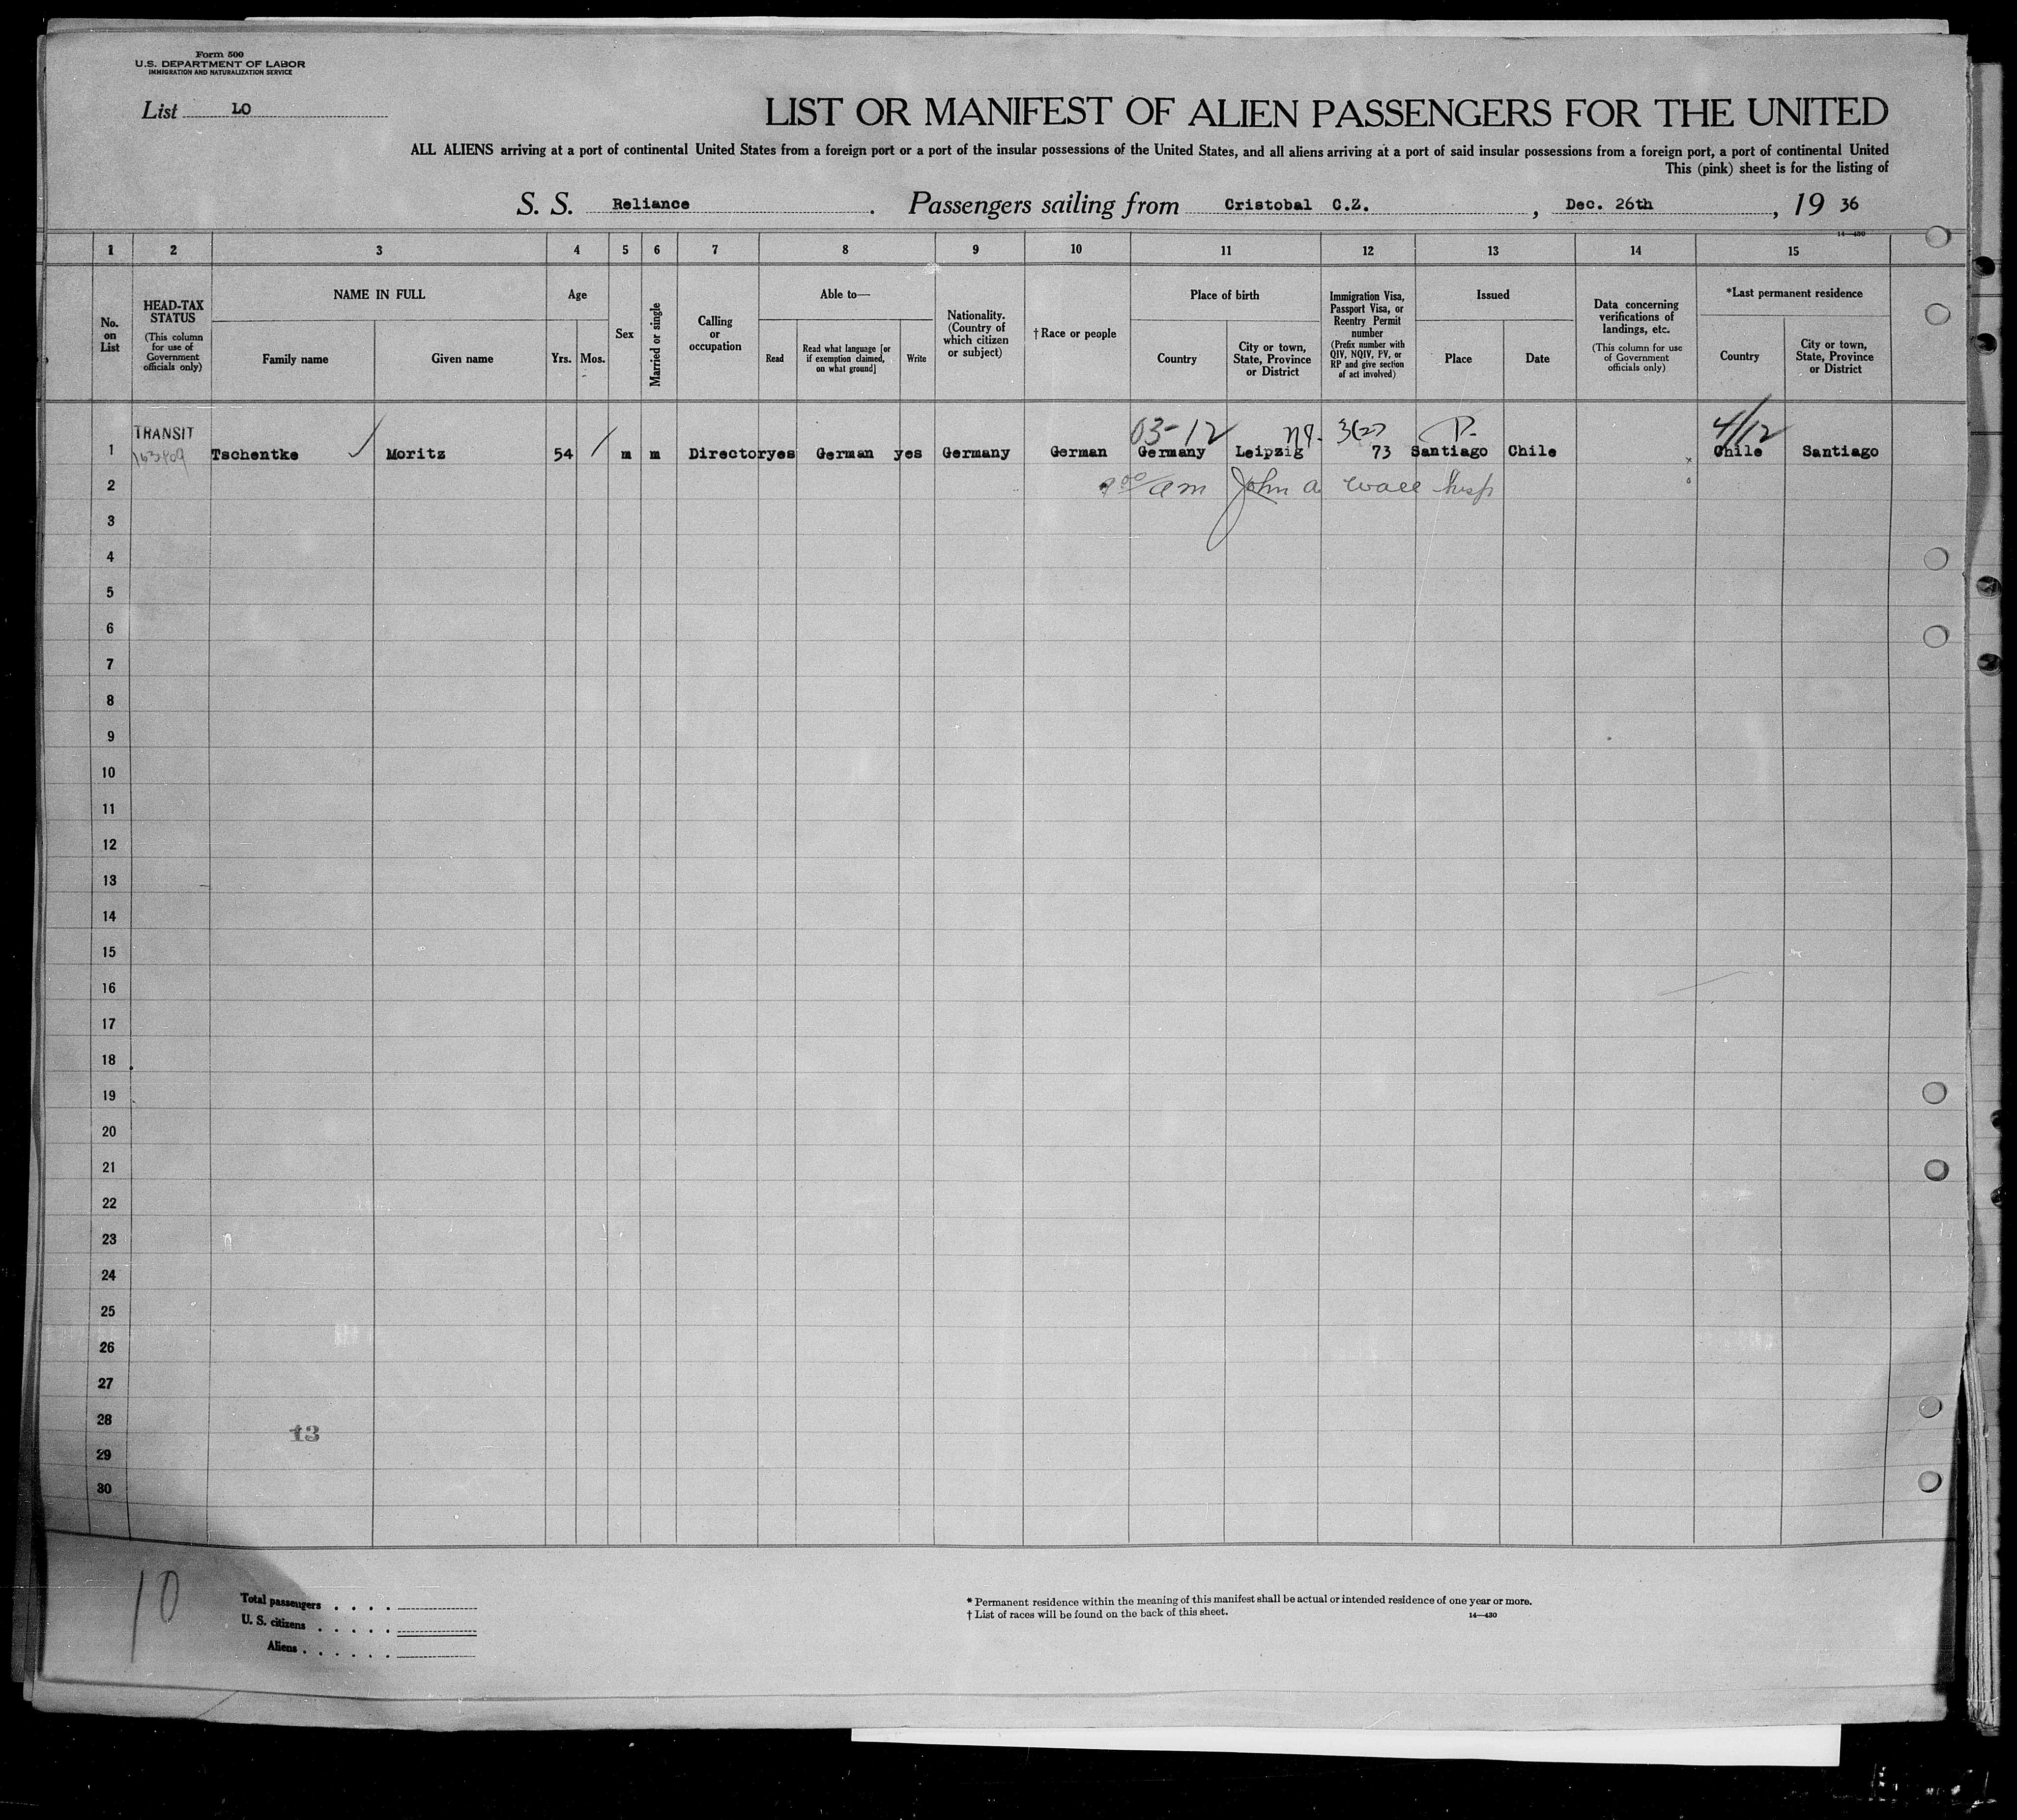 Form 500
U.S. DEPARTMENT OF LABOR
IMMIGRATION AND NATURALIZATION SERVICE
List LO
LIST OR MANIFEST OF ALIEN PASSENGERS FOR THE UNITED
ALL ALIENS arriving at a port of continental United States from a foreign port or a port of the insular possessions of the United States, and all aliens arriving at a port of said insular possessions from a foreign port, a port of continental United
This (pink) sheet is for the listing of
S. S. Reliance. Passengers sailing from Cristobal C.Z., Dec. 26th, 19 36
14—430
1 2 3 4 5 6 7 8 9 10 11 12 13 14 15
No. on List
HEAD-TAX STATUS
(This column for use of Government officials only)
NAME IN FULL
Family name
Given name
Age
Yrs. Mos.
Sex
Married or single
Calling or occupation
Able to—
Read
Read what language [or if exemption claimed, on what ground]
Write
Nationality. (Country of which citizen or subject)
†Race or people
Place of birth
Country
City or town, State, Province or District
Immigration Visa, Passport Visa, or Reentry Permit number
(Prefix number with QIV, NQIV, PV, or RP and give section of act involved)
Issued
Place
Date
Data concerning verifications of landings, etc.
(This column for use of Government officials only)
*Last permanent residence
Country
City or town, State, Province or District
TRANSIT 03-12 3(2) P- 4/12
1 Tschentke Moritz 54 m m Director yes German yes Germany German Germany Leipzig 73 Santiago Chile Chile Santiago
2 9 00 am John A Wall Insp
3
4
5
6
7
8
9
10
11
12
13
14
15
16
17
18
19
20
21
22
23
24
25
26
27
28
13
29
30
10
Total passengers . . . .
U. S. citizens . . . . .
Aliens . . . . . .
* Permanent residence within the meaning of this manifest shall be actual or intended residence of one year or more.
† List of races will be found on the back of this sheet.
14—430